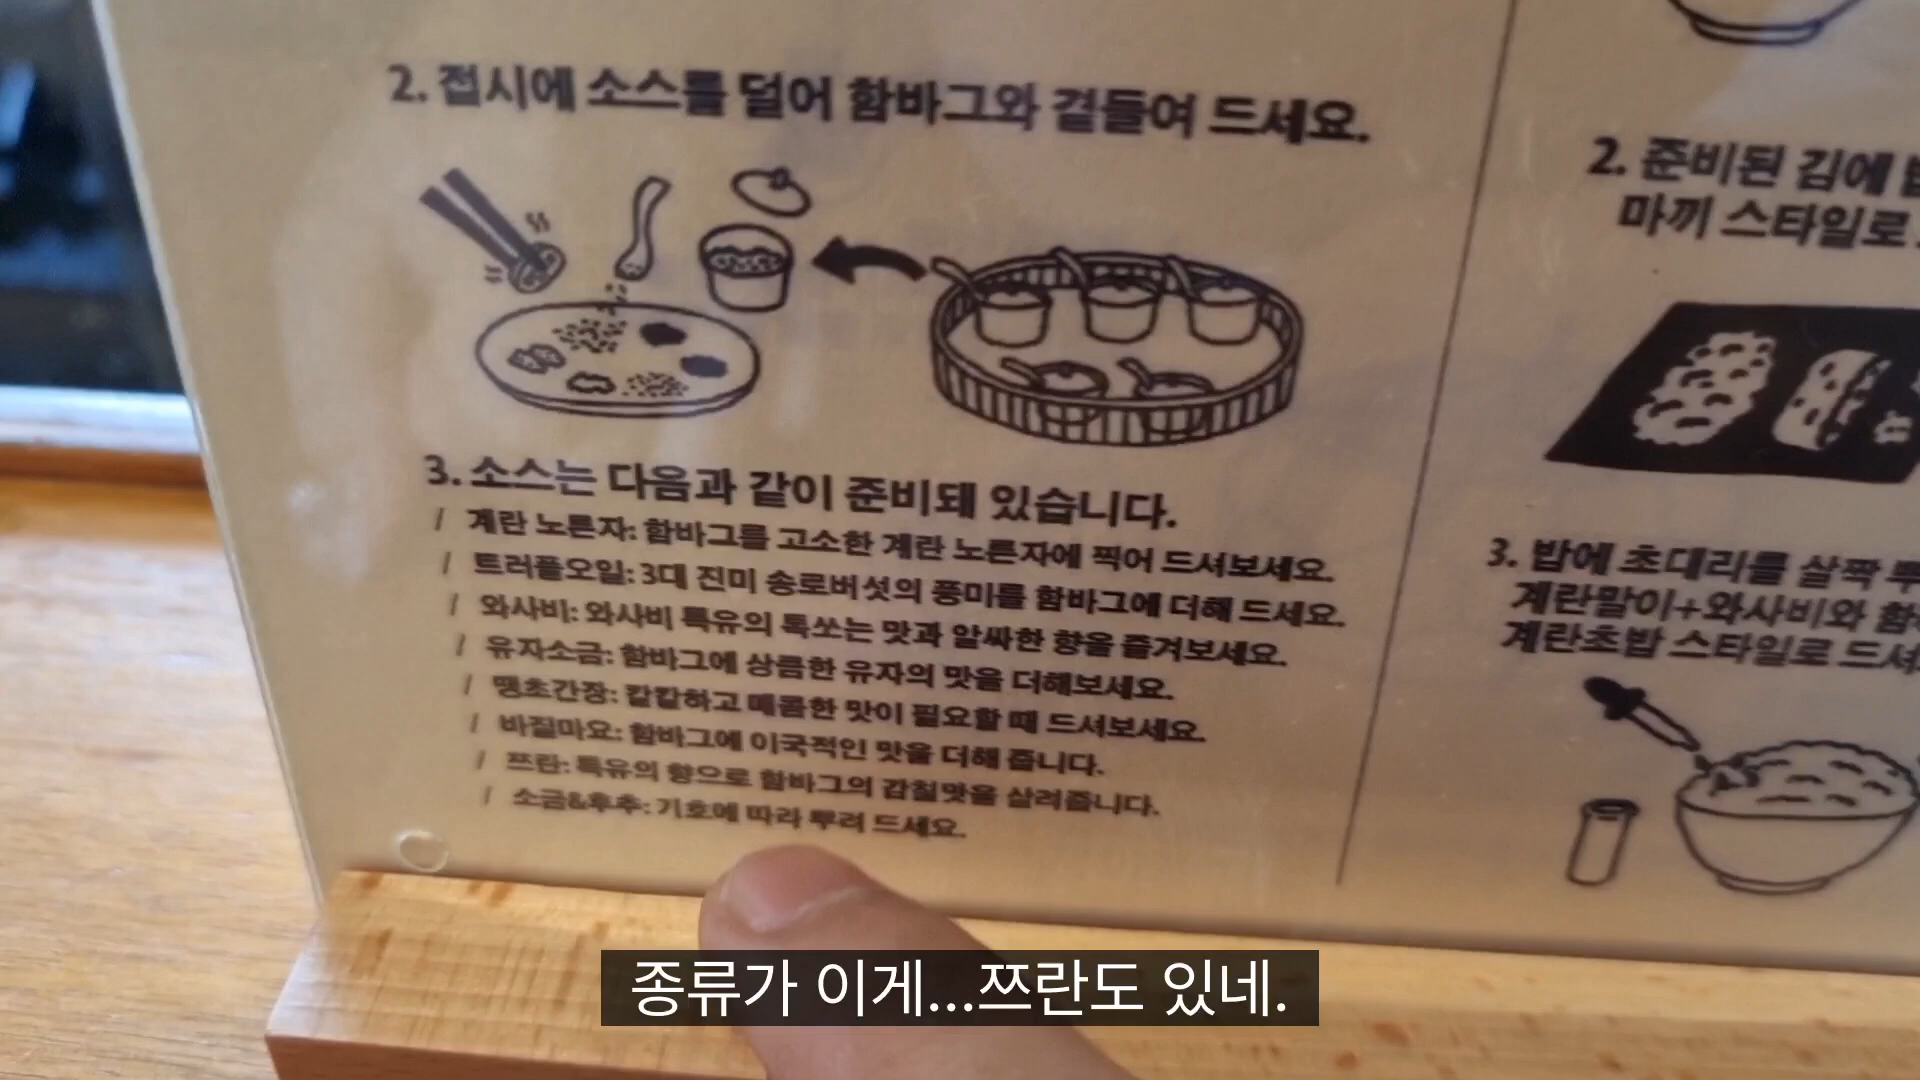 2. 접시에 소스를 덜어 함바그와 곁들여 드세요.
3. 소스는 다음과 같이 준비돼 있습니다.
/ 계란 노른자: 함바그를 고소한 계란 노른자에 찍어 드셔보세요.
/ 트러플오일: 3대 진미 송로버섯의 풍미를 함바그에 더해 드세요.
/ 와사비: 와사비 특유의 톡쏘는 맛과 알싸한 향을 즐겨보세요.
/ 유자소금: 함바그에 상큼한 유자의 맛을 더해보세요.
/ 땡초간장: 칼칼하고 매콤한 맛이 필요할 때 드셔보세요.
/ 바질마요: 함바그에 이국적인 맛을 더해 줍니다.
/ 쯔란: 특유의 향으로 함바그의 감칠맛을 살려줍니다.
/ 소금&후추: 기호에 따라 뿌려 드세요.
2. 준비된 김에
마끼 스타일로
3. 밥에 초대리를 살짝
계란말이+와사비와
계란초밥 스타일로
종류가 이게...쯔란도 있네.